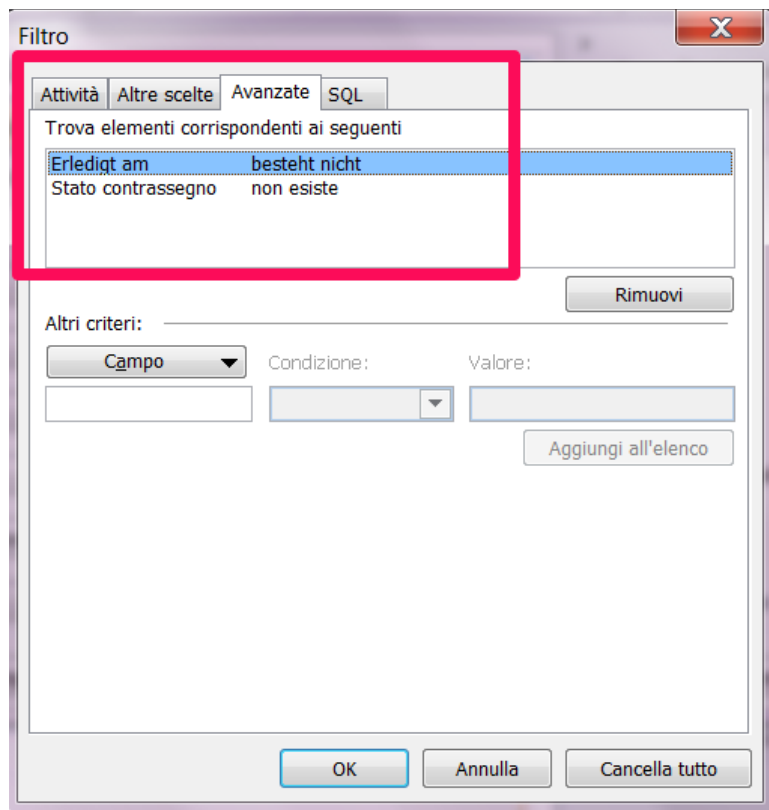 Filtro
Attività Altre scelte Avanzate SQL
Trova elementi corrispondenti ai seguenti
Erledigt am besteht nicht
Stato contrassegno non esiste
Rimuovi
Altri criteri:
Campo Condizione: Valore:
Aggiungi all'elenco
OK Annulla Cancella tutto